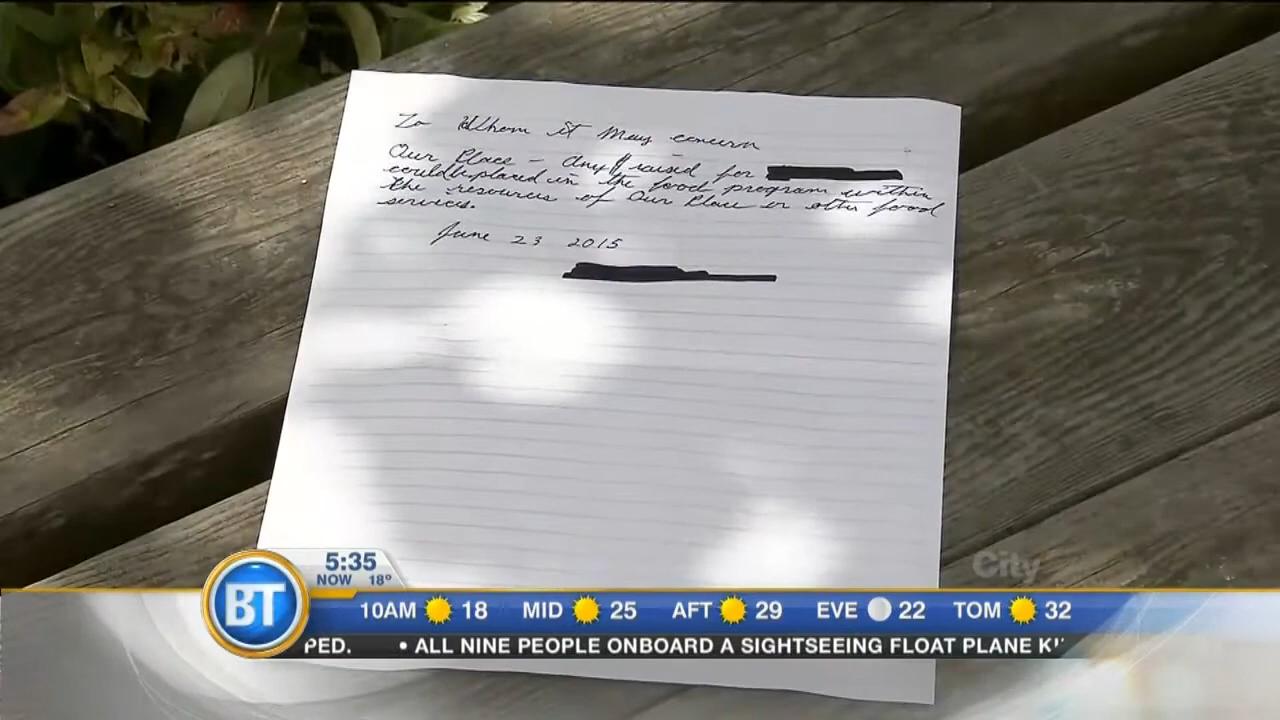 To Whom it May concern
Our Place - Any $ raised for
could be placed in the food program within
the resources of Our Place or other food
services.
June 23 2015
City
5:35
NOW 18°
BT
10AM 18 MID 25 AFT 29 EVE 22 TOM 32
PED. • ALL NINE PEOPLE ONBOARD A SIGHTSEEING FLOAT PLANE K